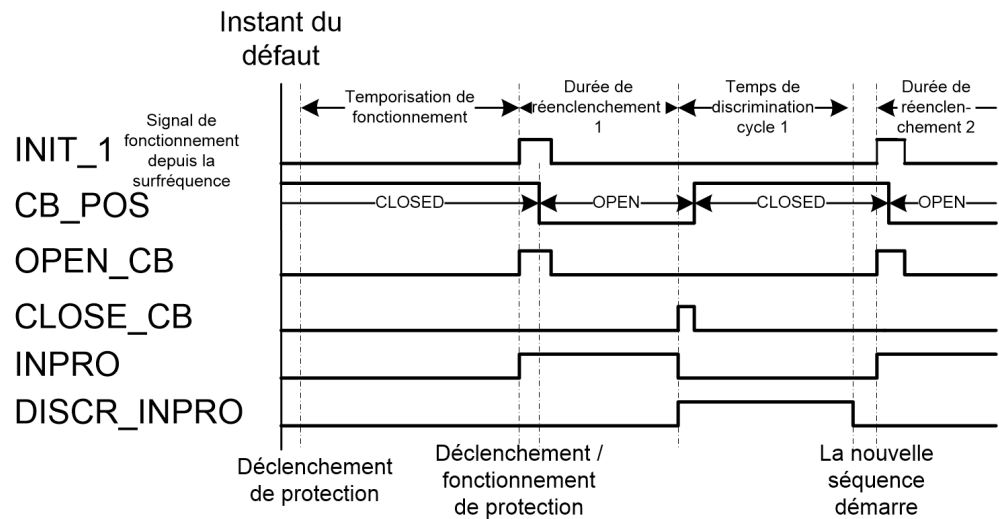 Instant du
défaut
Temporisation de
fonctionnement
Durée de
réenclenchement
1
Temps de
discrimination
cycle 1
Durée de
réenclen-
chement 2
INIT_1
Signal de
fonctionnement
depuis la
surfréquence
CB_POS
CLOSED
OPEN
CLOSED
OPEN
OPEN_CB
CLOSE_CB
INPRO
DISCR_INPRO
Déclenchement
de protection
Déclenchement /
fonctionnement
de protection
La nouvelle
séquence
démarre